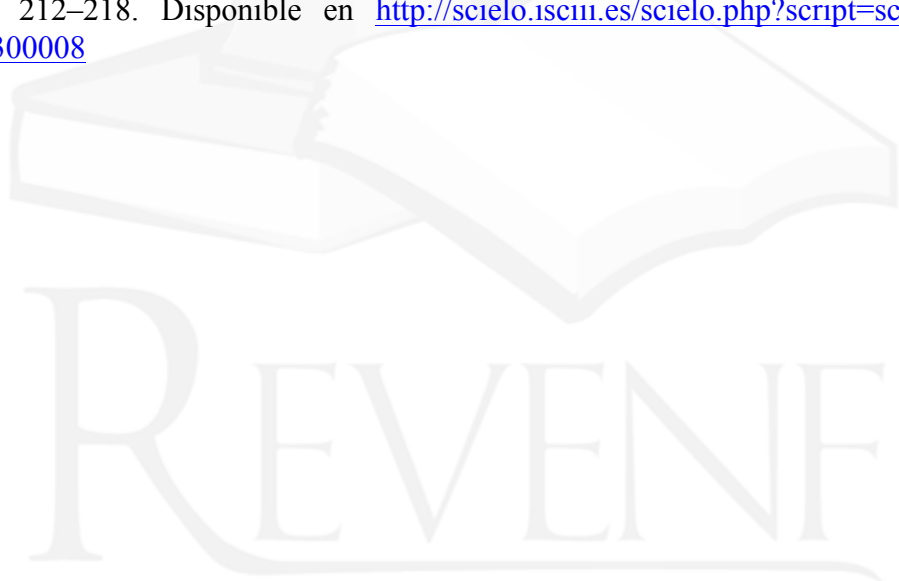 212–218. Disponible en http://scielo.isciii.es/scielo.php?script=sc
300008
REVENF